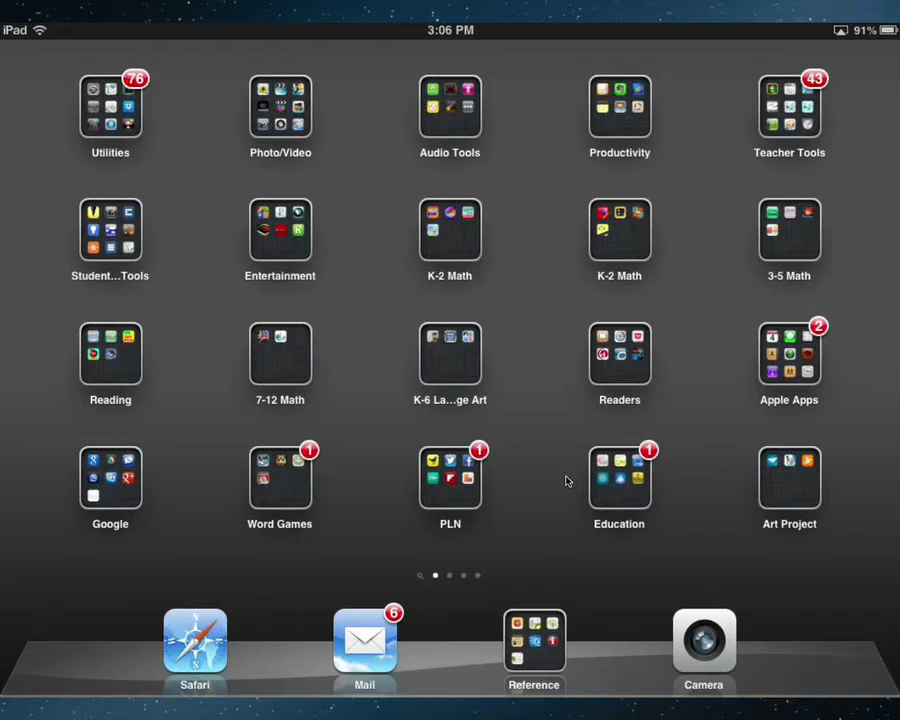 iPad 3:06 PM 91%
76 43
Utilities Photo/Video Audio Tools Productivity Teacher Tools
Student...Tools Entertainment K-2 Math K-2 Math 3-5 Math
2
4
Reading 7-12 Math K-6 La...ge Art Readers Apple Apps
1 1 1
Google Word Games PLN Education Art Project
6
Safari Mail Reference Camera